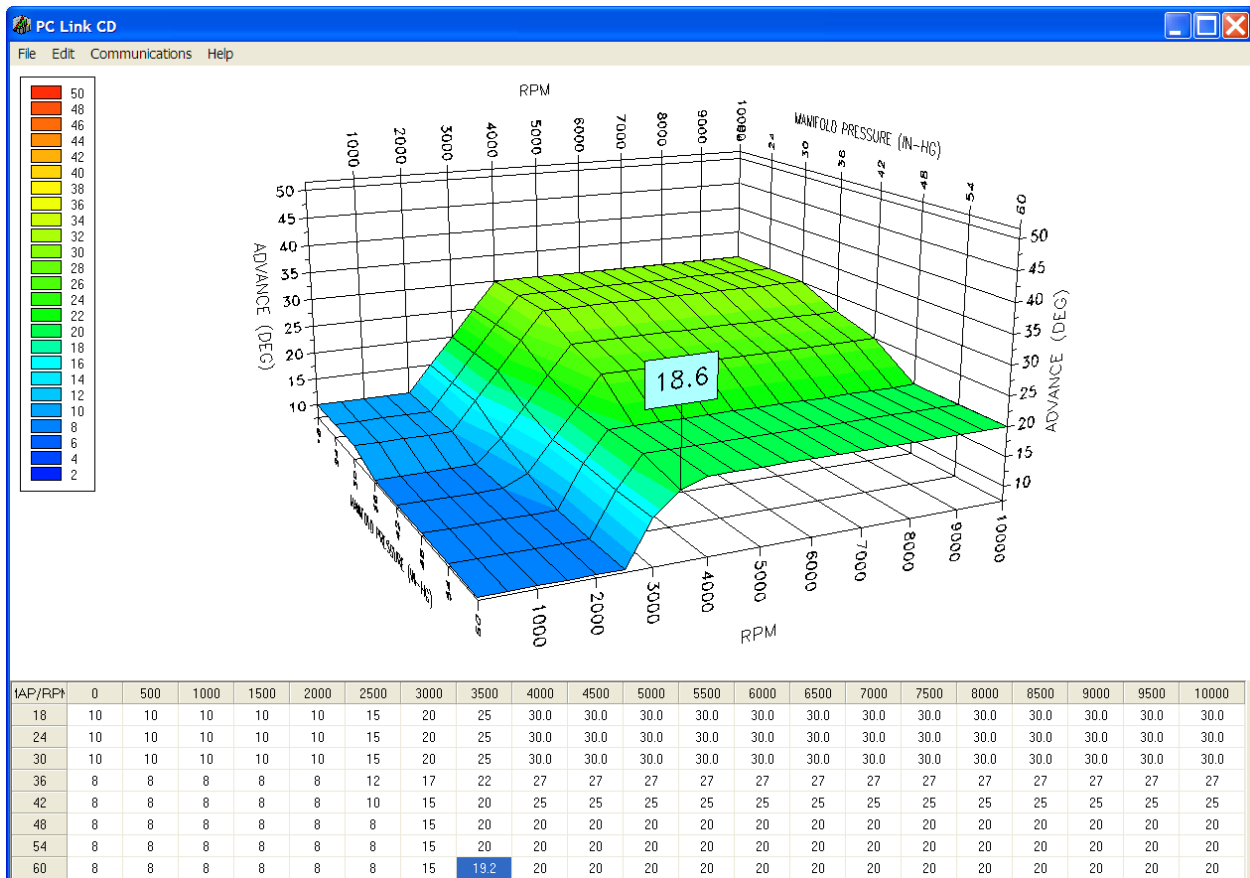 PC Link CD
File Edit Communications Help
50
48
46
44
42
40
38
36
34
32
30
28
26
24
22
20
18
16
14
12
10
8
6
4
2
RPM
1000 2000 3000 4000 5000 6000 7000 8000 9000
MANIFOLD PRESSURE (IN-HG)
24 30 36 42 48 54 60
ADVANCE (DEG)
50
45
40
35
30
25
20
15
10
18.6
ADVANCE (DEG)
50
45
40
35
30
25
20
15
10
MANIFOLD PRESSURE (IN-HG)
1000 2000 3000 4000 5000 6000 7000 8000 9000 10000
RPM
MAP/RPM 0 500 1000 1500 2000 2500 3000 3500 4000 4500 5000 5500 6000 6500 7000 7500 8000 8500 9000 9500 10000
18 10 10 10 10 10 15 20 25 30.0 30.0 30.0 30.0 30.0 30.0 30.0 30.0 30.0 30.0 30.0 30.0 30.0
24 10 10 10 10 10 15 20 25 30.0 30.0 30.0 30.0 30.0 30.0 30.0 30.0 30.0 30.0 30.0 30.0 30.0
30 10 10 10 10 10 15 20 25 30.0 30.0 30.0 30.0 30.0 30.0 30.0 30.0 30.0 30.0 30.0 30.0 30.0
36 8 8 8 8 8 12 17 22 27 27 27 27 27 27 27 27 27 27 27 27 27
42 8 8 8 8 8 10 15 20 25 25 25 25 25 25 25 25 25 25 25 25 25
48 8 8 8 8 8 8 15 20 20 20 20 20 20 20 20 20 20 20 20 20 20
54 8 8 8 8 8 8 15 20 20 20 20 20 20 20 20 20 20 20 20 20 20
60 8 8 8 8 8 8 15 19.2 20 20 20 20 20 20 20 20 20 20 20 20 20